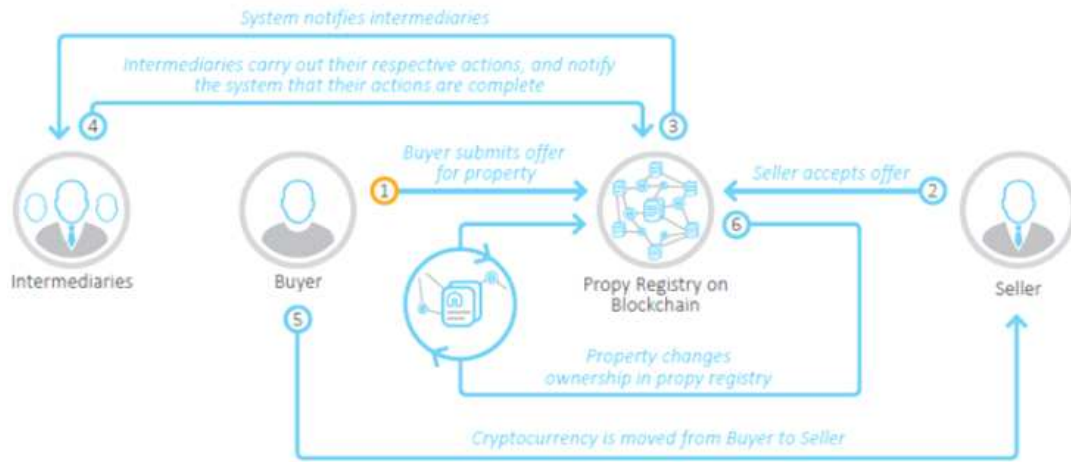 System notifies intermediaries
Intermediaries carry out their respective actions, and notify
the system that their actions are complete
4
3
Buyer submits offer
for property
1
Seller accepts offer
2
6
Intermediaries
Buyer
Propy Registry on
Blockchain
Seller
5
Property changes
ownership in propy registry
Cryptocurrency is moved from Buyer to Seller